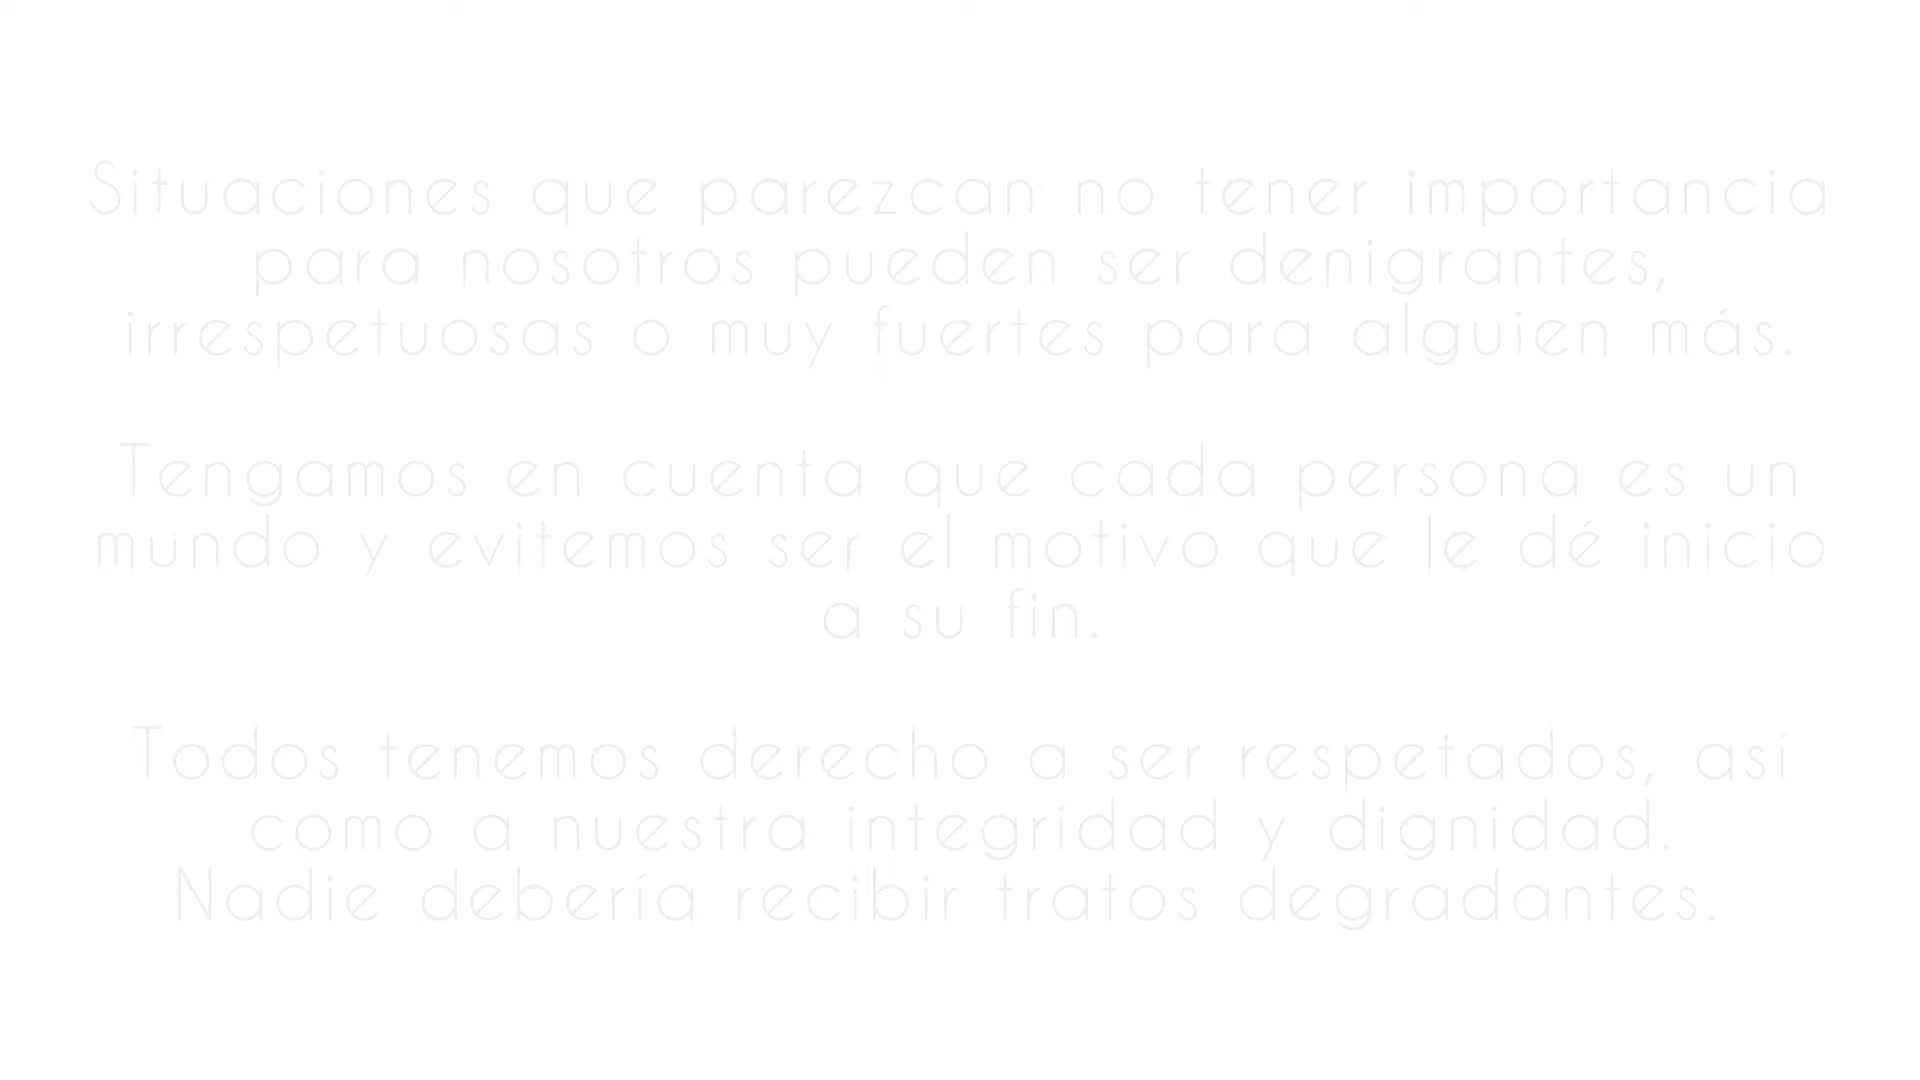 Situaciones que parezcan no tener importancia
para nosotros pueden ser denigrantes,
irrespetuosas o muy fuertes para alguien más.
Tengamos en cuenta que cada persona es un
mundo y evitemos ser el motivo que le dé inicio
a su fin.
Todos tenemos derecho a ser respetados, así
como a nuestra integridad y dignidad.
Nadie debería recibir tratos degradantes.